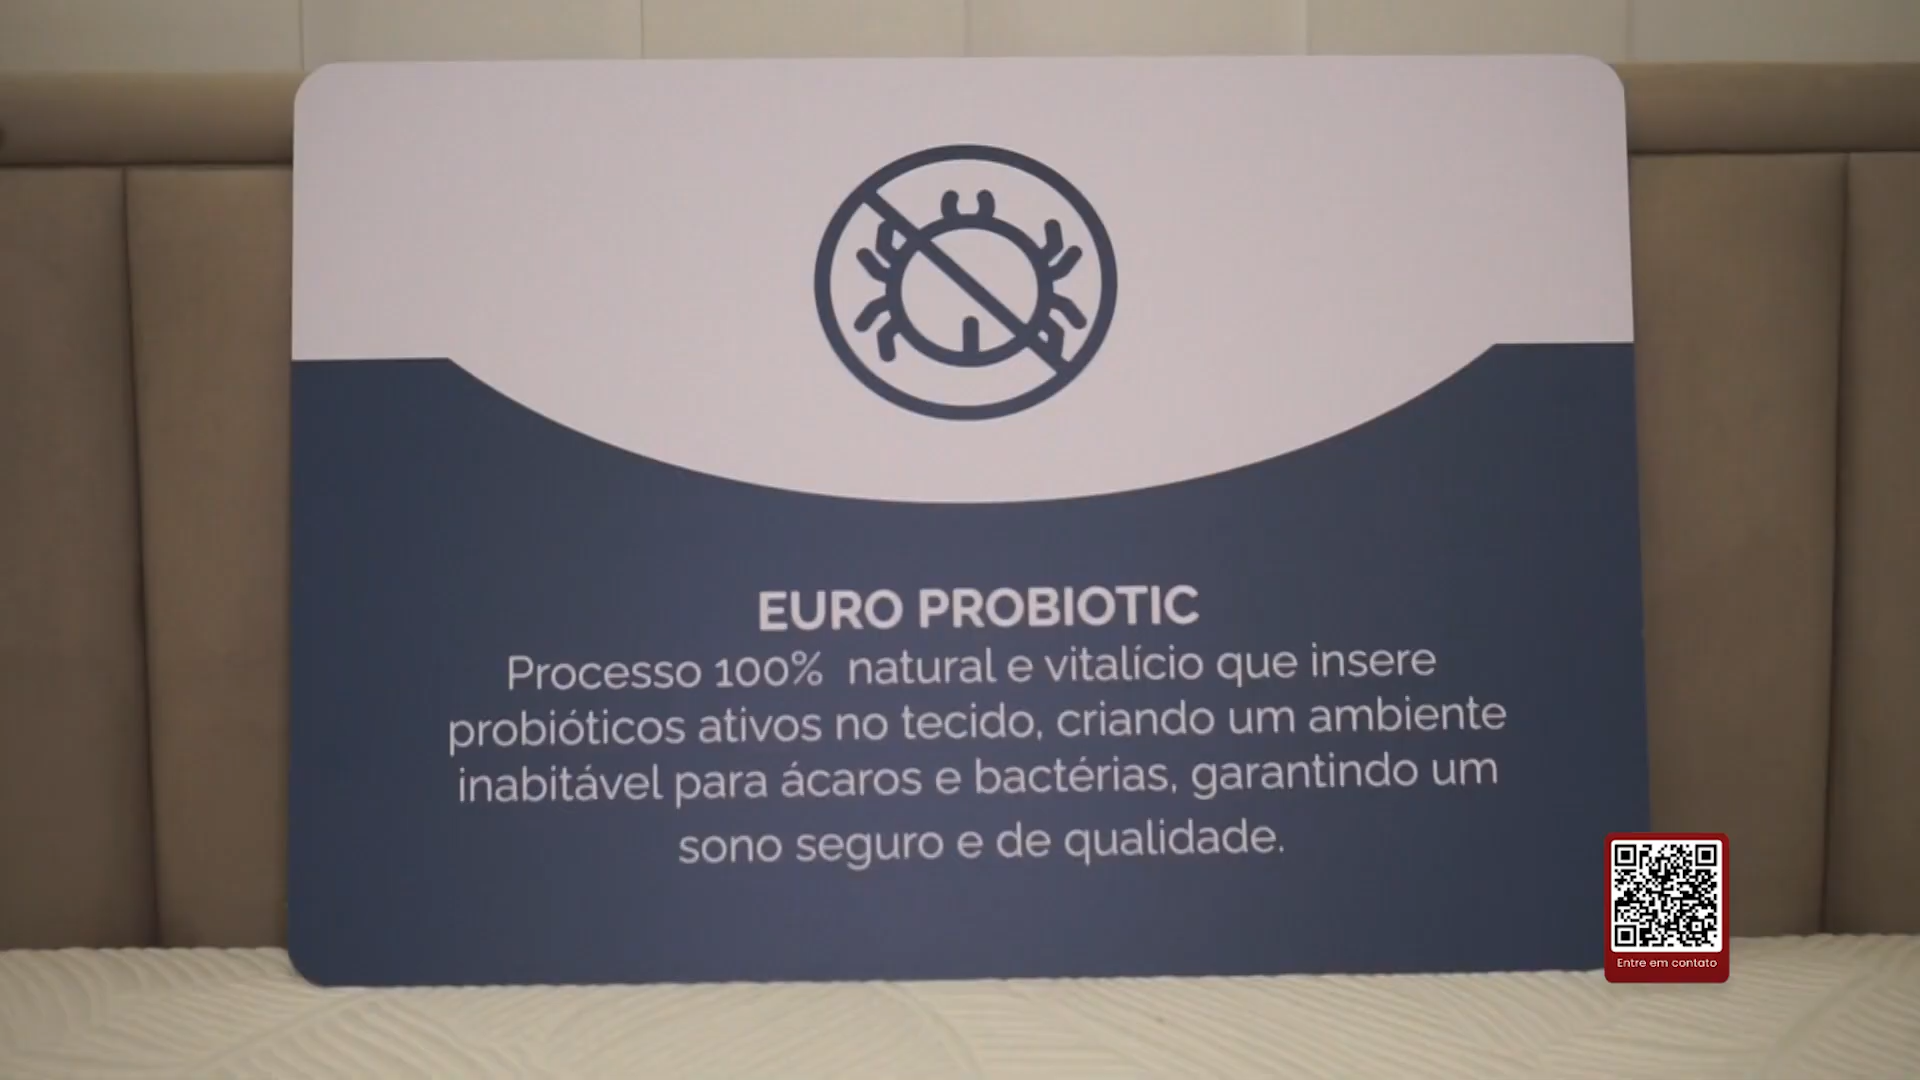 EURO PROBIOTIC
Processo 100% natural e vitalício que insere
probióticos ativos no tecido, criando um ambiente
inabitável para ácaros e bactérias, garantindo um
sono seguro e de qualidade.
Entre em contato